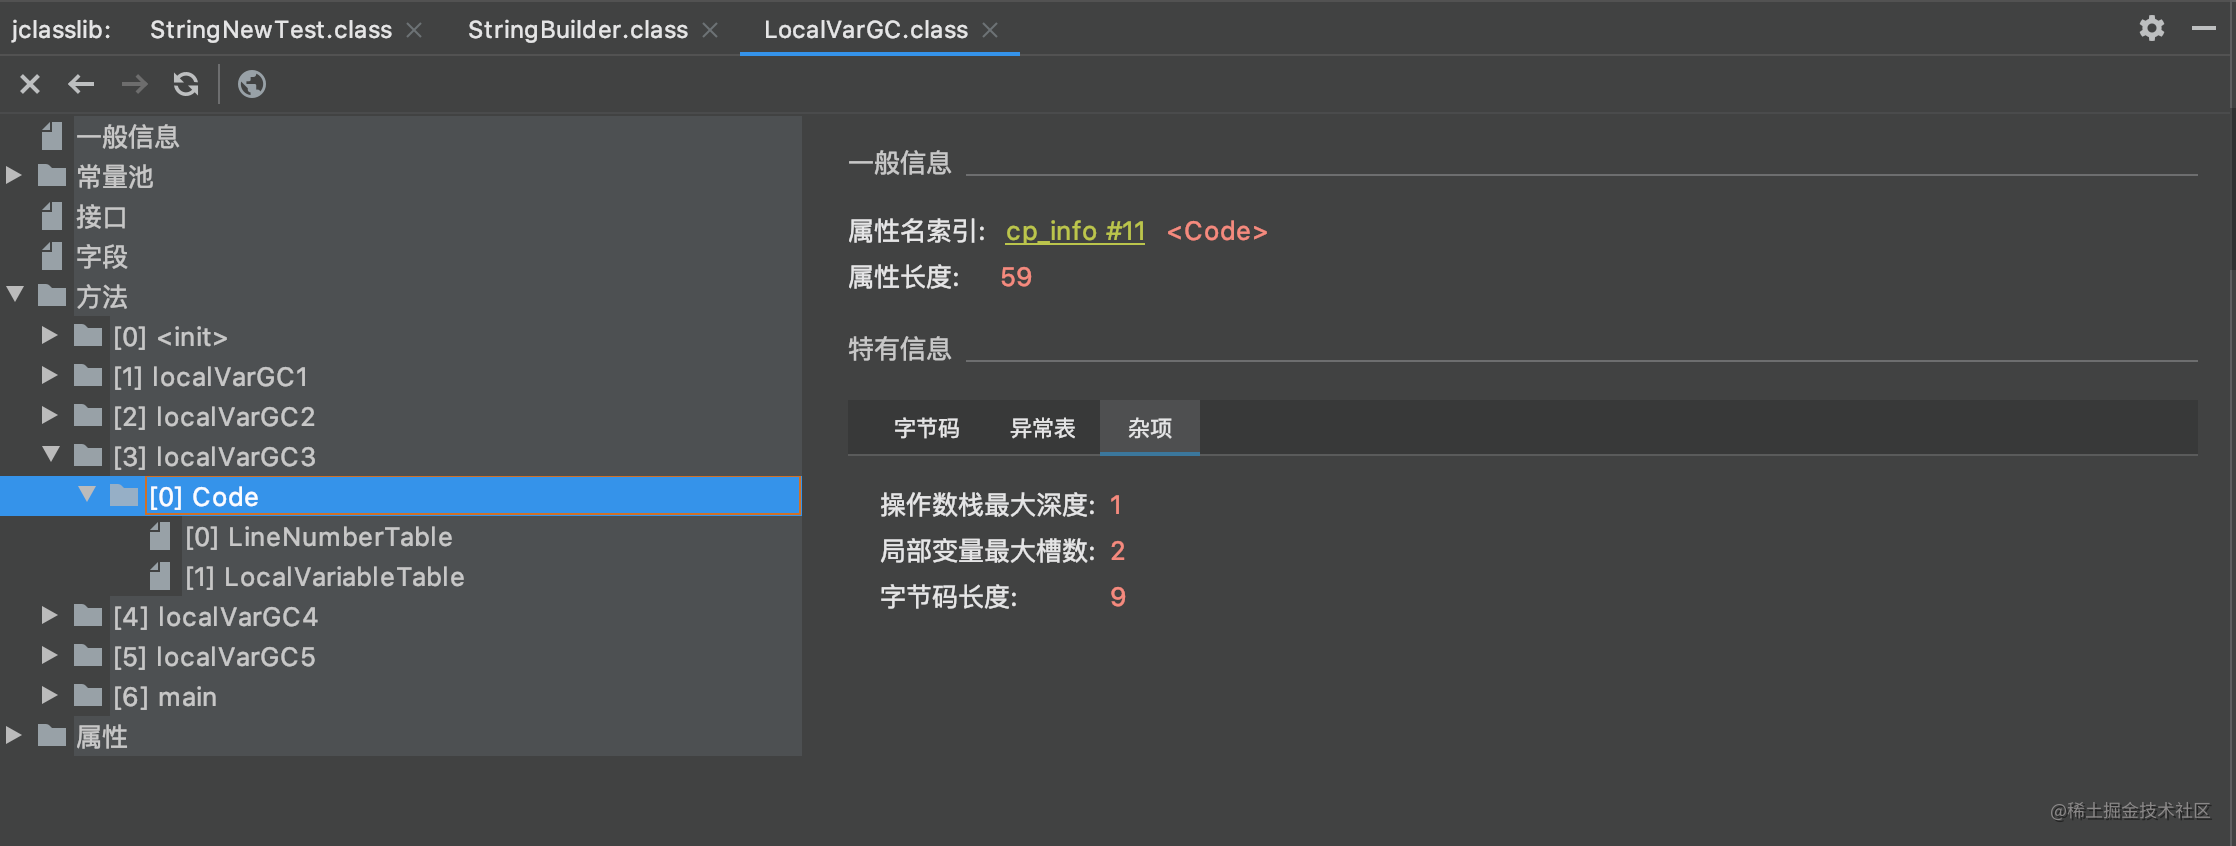 jclasslib: StringNewTest.class StringBuilder.class LocalVarGC.class
一般信息
常量池
接口
字段
方法
[0] <init>
[1] localVarGC1
[2] localVarGC2
[3] localVarGC3
[0] Code
[0] LineNumberTable
[1] LocalVariableTable
[4] localVarGC4
[5] localVarGC5
[6] main
属性
一般信息
属性名索引: cp_info #11 <Code>
属性长度: 59
特有信息
字节码 异常表 杂项
操作数栈最大深度: 1
局部变量最大槽数: 2
字节码长度: 9
@稀土掘金技术社区